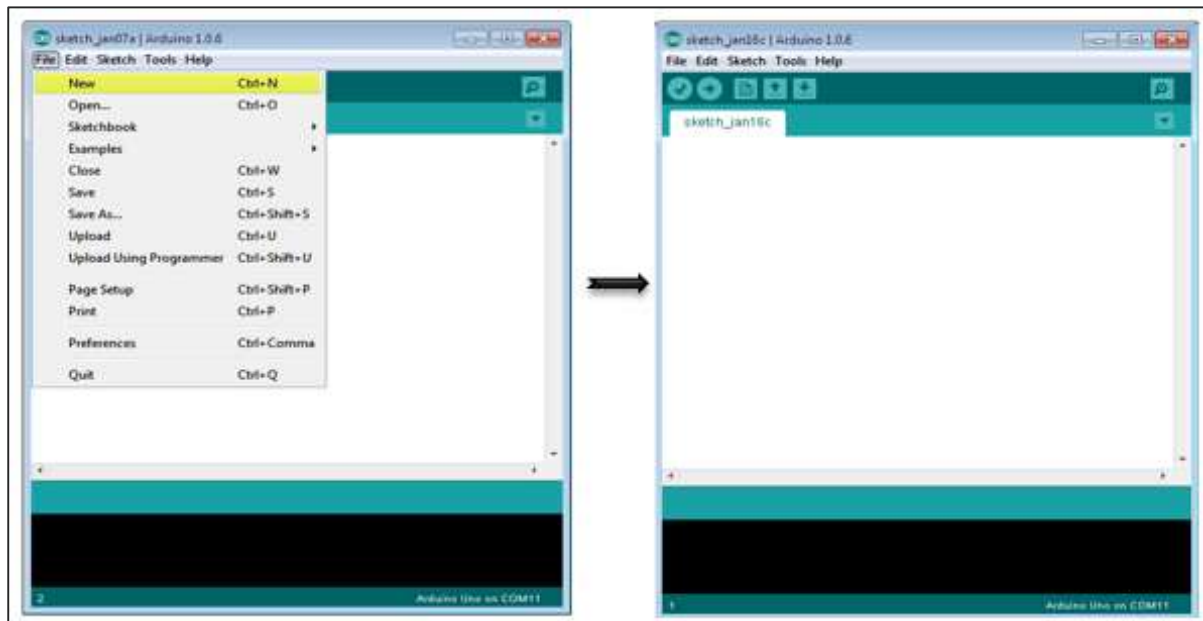 sketch_jan07a | Arduino 1.0.6
File Edit Sketch Tools Help
New Ctrl+N
Open... Ctrl+O
Sketchbook
Examples
Close Ctrl+W
Save Ctrl+S
Save As... Ctrl+Shift+S
Upload Ctrl+U
Upload Using Programmer Ctrl+Shift+U
Page Setup Ctrl+Shift+P
Print Ctrl+P
Preferences Ctrl+Comma
Quit Ctrl+Q
2 Arduino Uno on COM11
sketch_jan16c | Arduino 1.0.6
File Edit Sketch Tools Help
sketch_jan16c
1 Arduino Uno on COM11